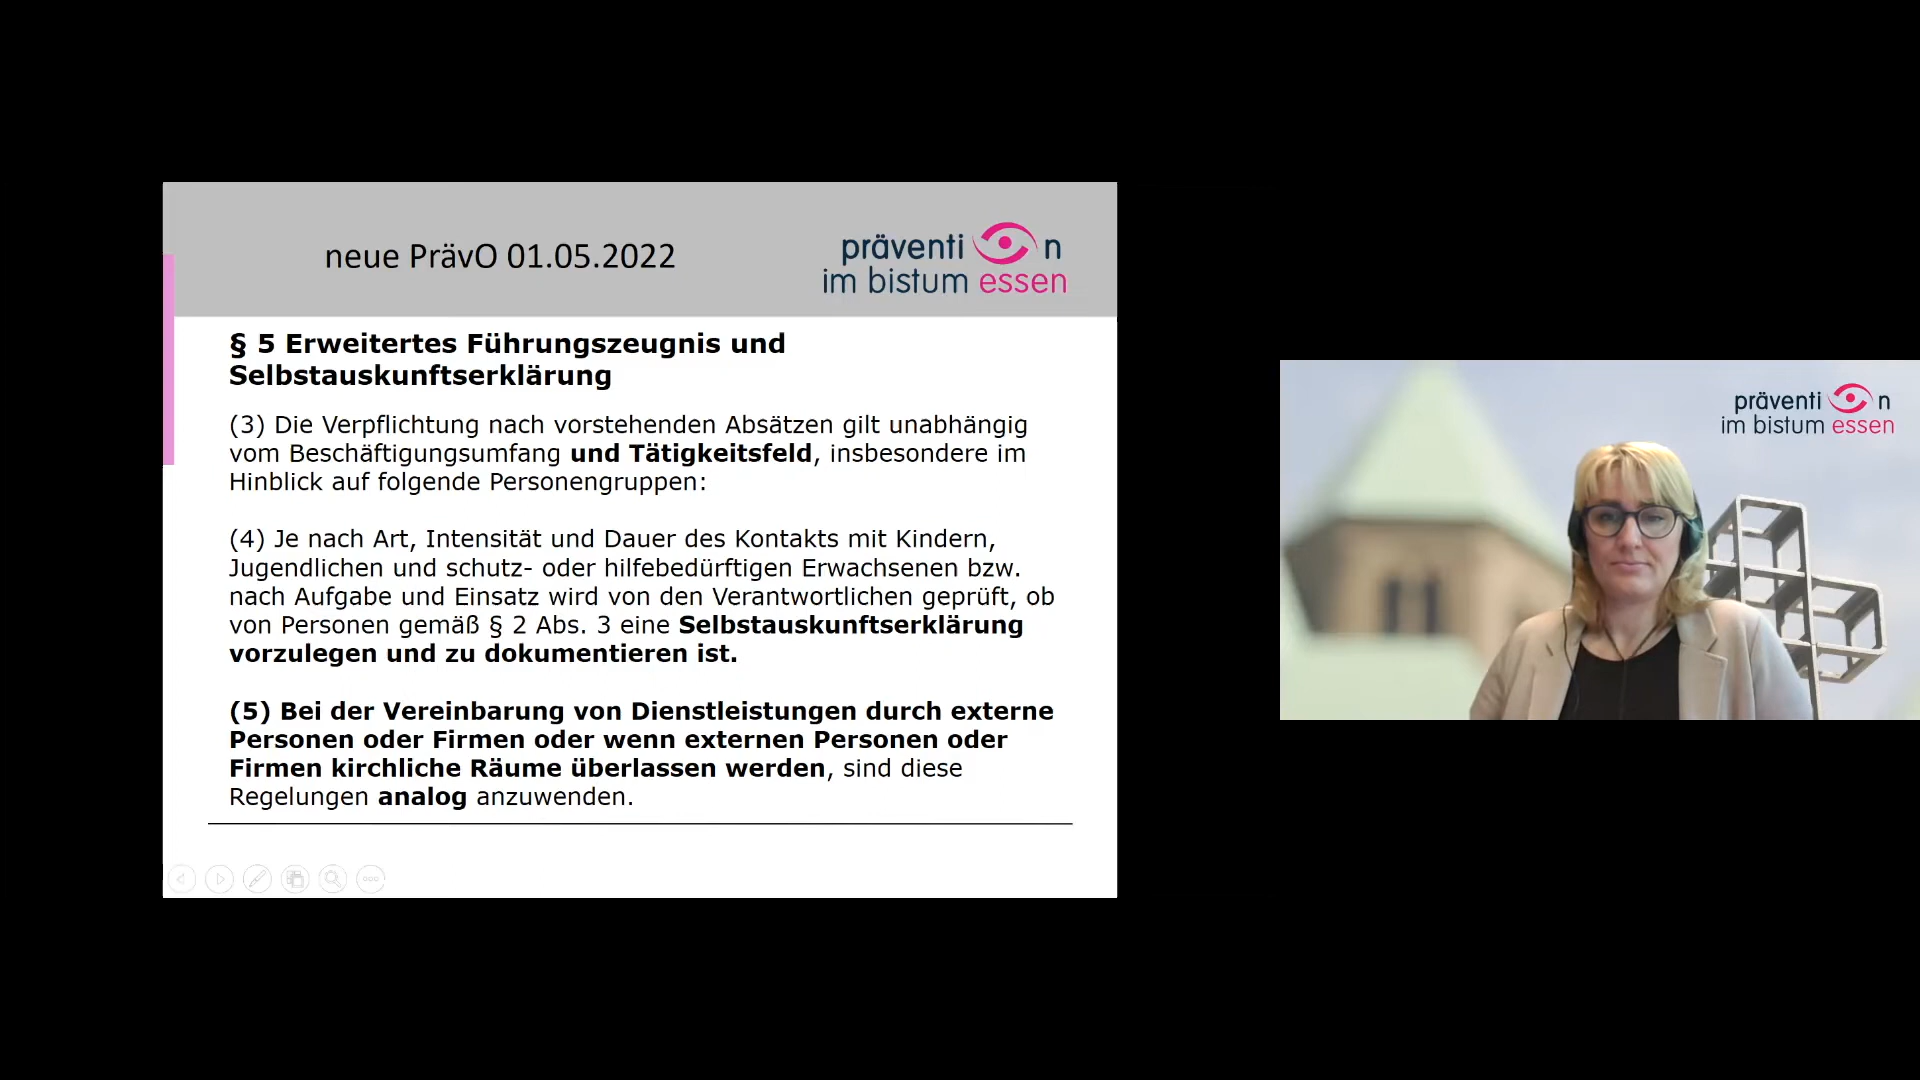 neue PrävO 01.05.2022
präventi n
im bistum essen
§ 5 Erweitertes Führungszeugnis und
Selbstauskunftserklärung
(3) Die Verpflichtung nach vorstehenden Absätzen gilt unabhängig
vom Beschäftigungsumfang und Tätigkeitsfeld, insbesondere im
Hinblick auf folgende Personengruppen:
(4) Je nach Art, Intensität und Dauer des Kontakts mit Kindern,
Jugendlichen und schutz- oder hilfebedürftigen Erwachsenen bzw.
nach Aufgabe und Einsatz wird von den Verantwortlichen geprüft, ob
von Personen gemäß § 2 Abs. 3 eine Selbstauskunftserklärung
vorzulegen und zu dokumentieren ist.
(5) Bei der Vereinbarung von Dienstleistungen durch externe
Personen oder Firmen oder wenn externen Personen oder
Firmen kirchliche Räume überlassen werden, sind diese
Regelungen analog anzuwenden.
präventi n
im bistum essen